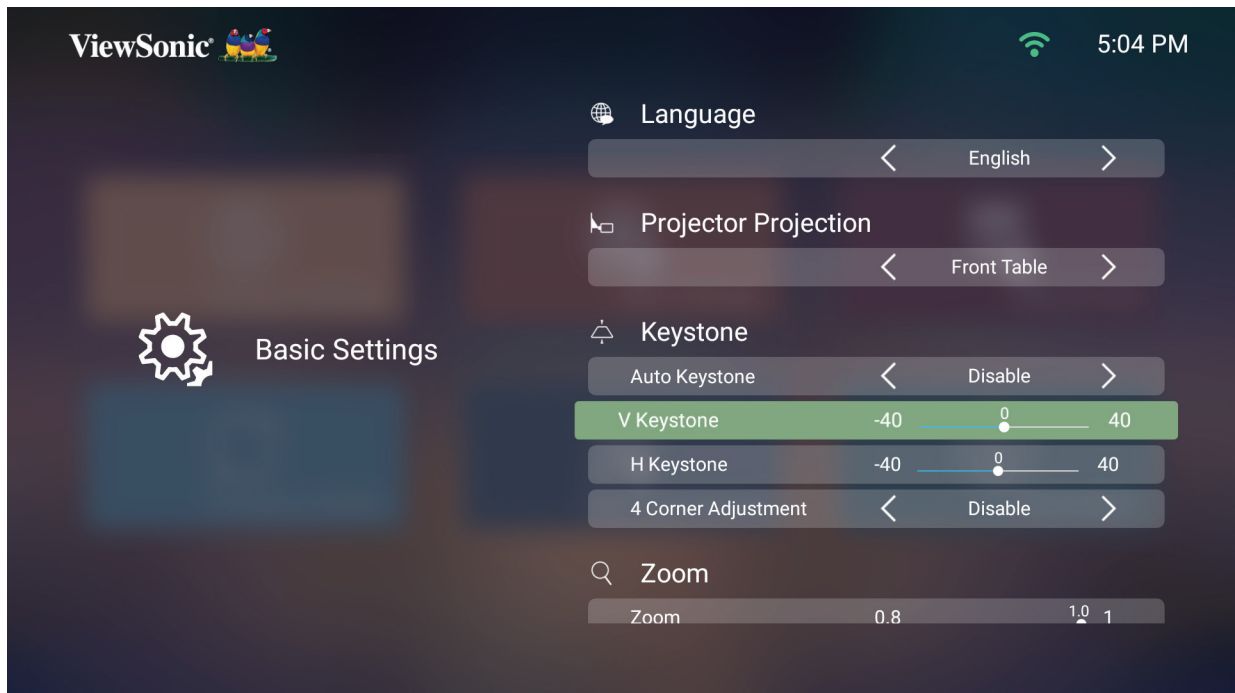 ViewSonic® 5:04 PM
Language
English
Projector Projection
Front Table
Basic Settings
Keystone
Auto Keystone Disable
V Keystone -40 0 40
H Keystone -40 0 40
4 Corner Adjustment Disable
Zoom
Zoom 0.8 1.0 1